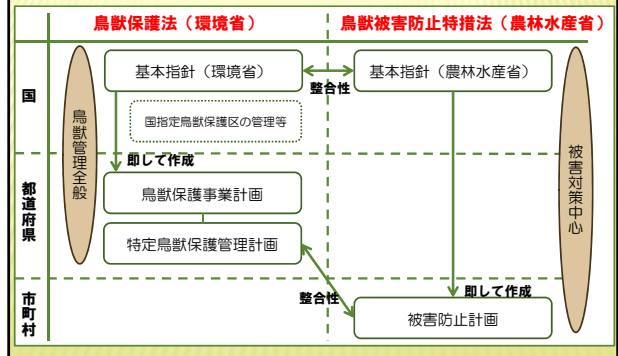 鳥獣保護法（環境省）
鳥獣被害防止特措法（農林水産省）
国
基本指針（環境省）
整合性
基本指針（農林水産省）
国指定鳥獣保護区の管理等
鳥獣管理全般
即して作成
都道府県
鳥獣保護事業計画
特定鳥獣保護管理計画
被害対策中心
市町村
整合性
即して作成
被害防止計画